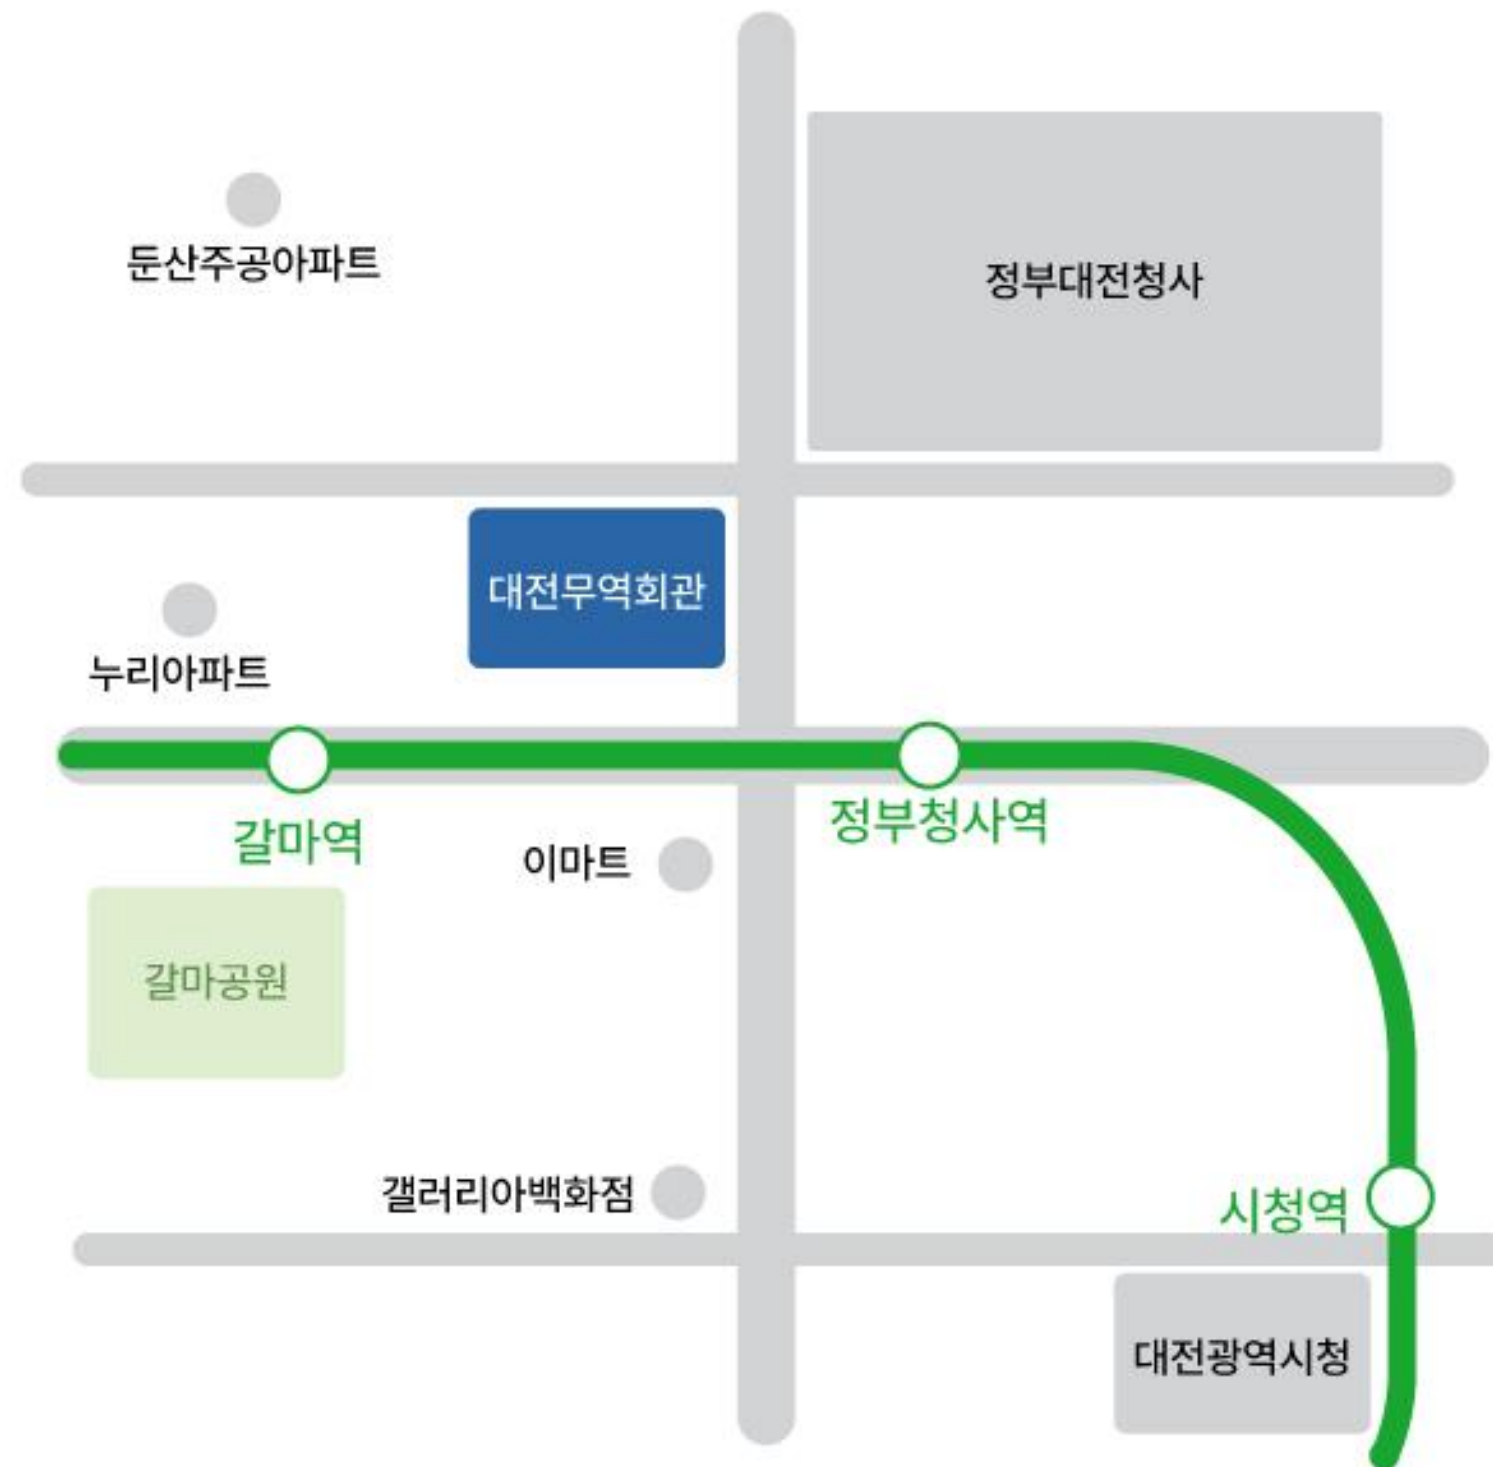 둔산주공아파트
정부대전청사
대전무역회관
누리아파트
갈마역
정부청사역
이마트
갈마공원
갤러리아백화점
시청역
대전광역시청